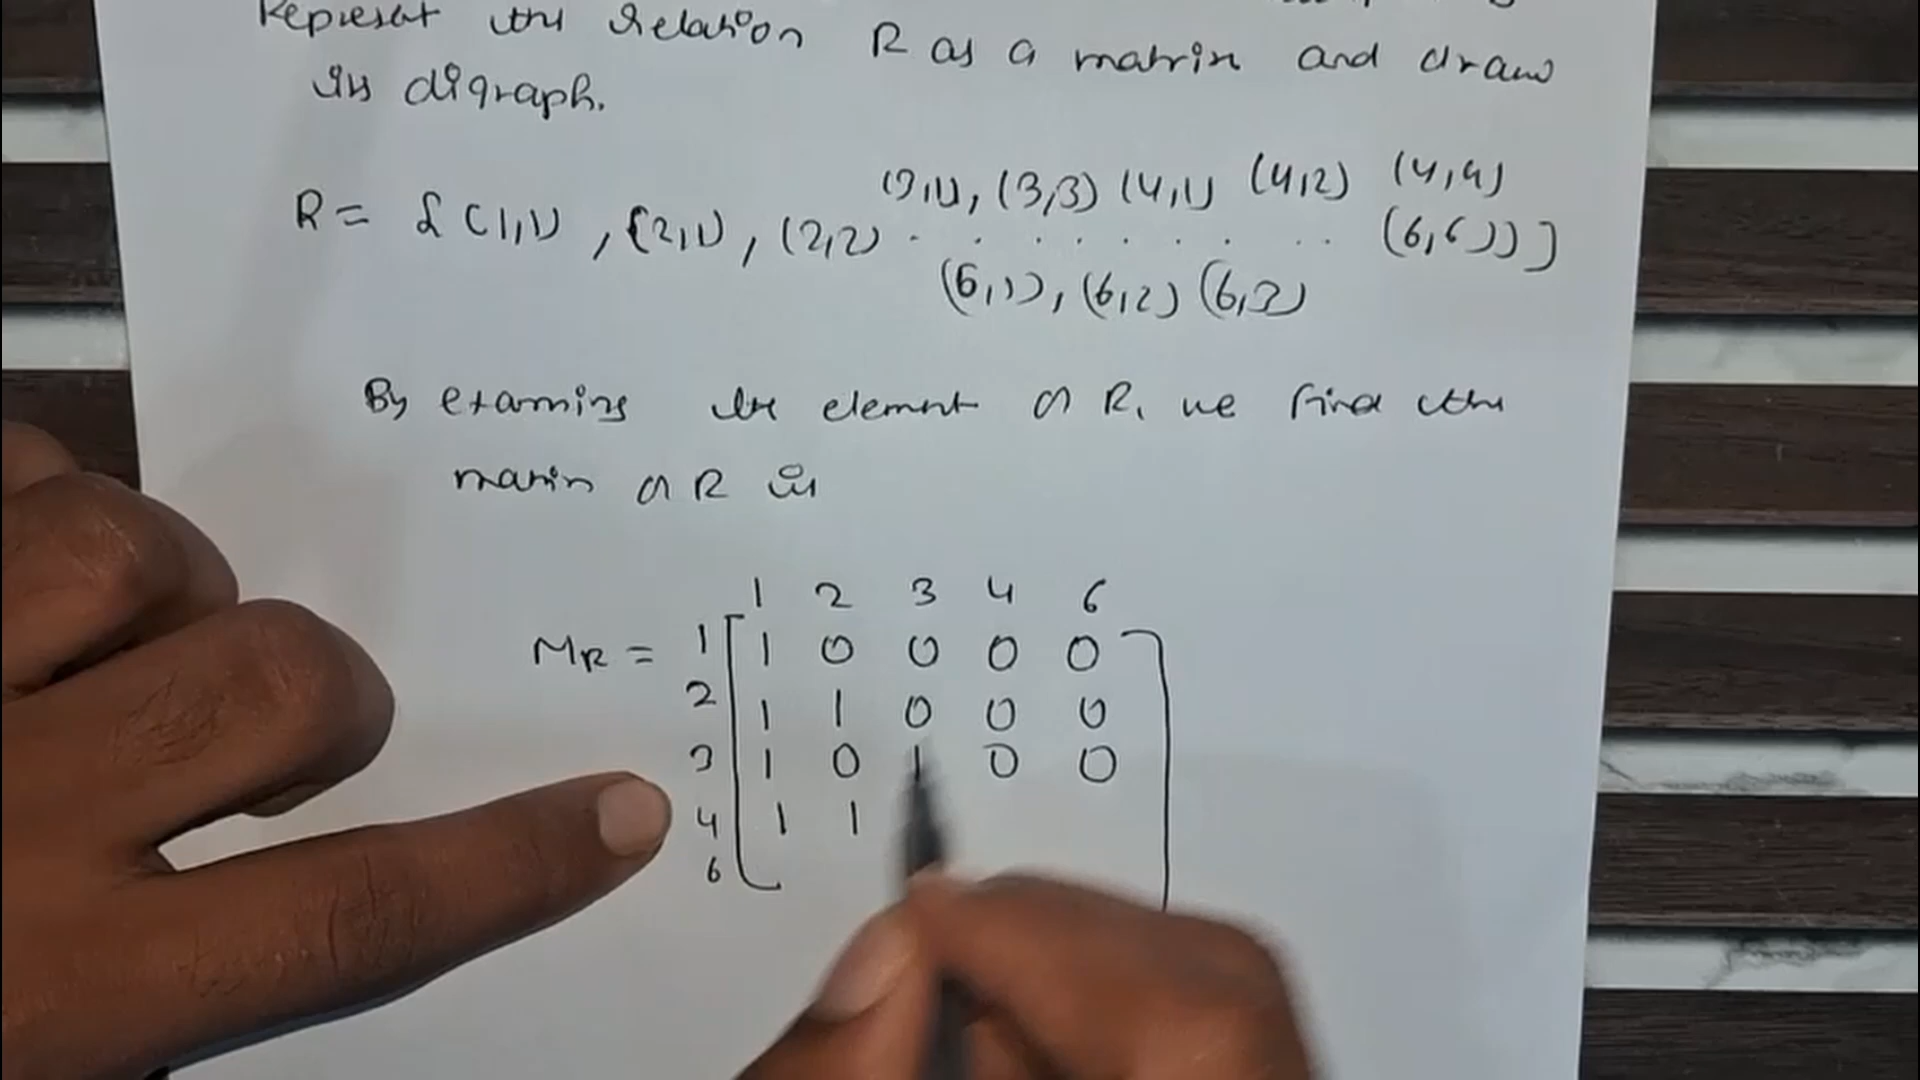 Represent the relation R as a matrix and draw
its digraph.
(3,1), (3,3) (4,1) (4,2) (4,4)
R = { (1,1) , (2,1) , (2,2) . . . . . . . . . (6,6))}
(6,1), (6,2) (6,3)
By examing the element of R, we find the
matrix of R is
1 2 3 4 6
MR = 1 [ 1 0 0 0 0 ]
2 1 1 0 0 0
3 1 0 1 0 0
4 1 1
6